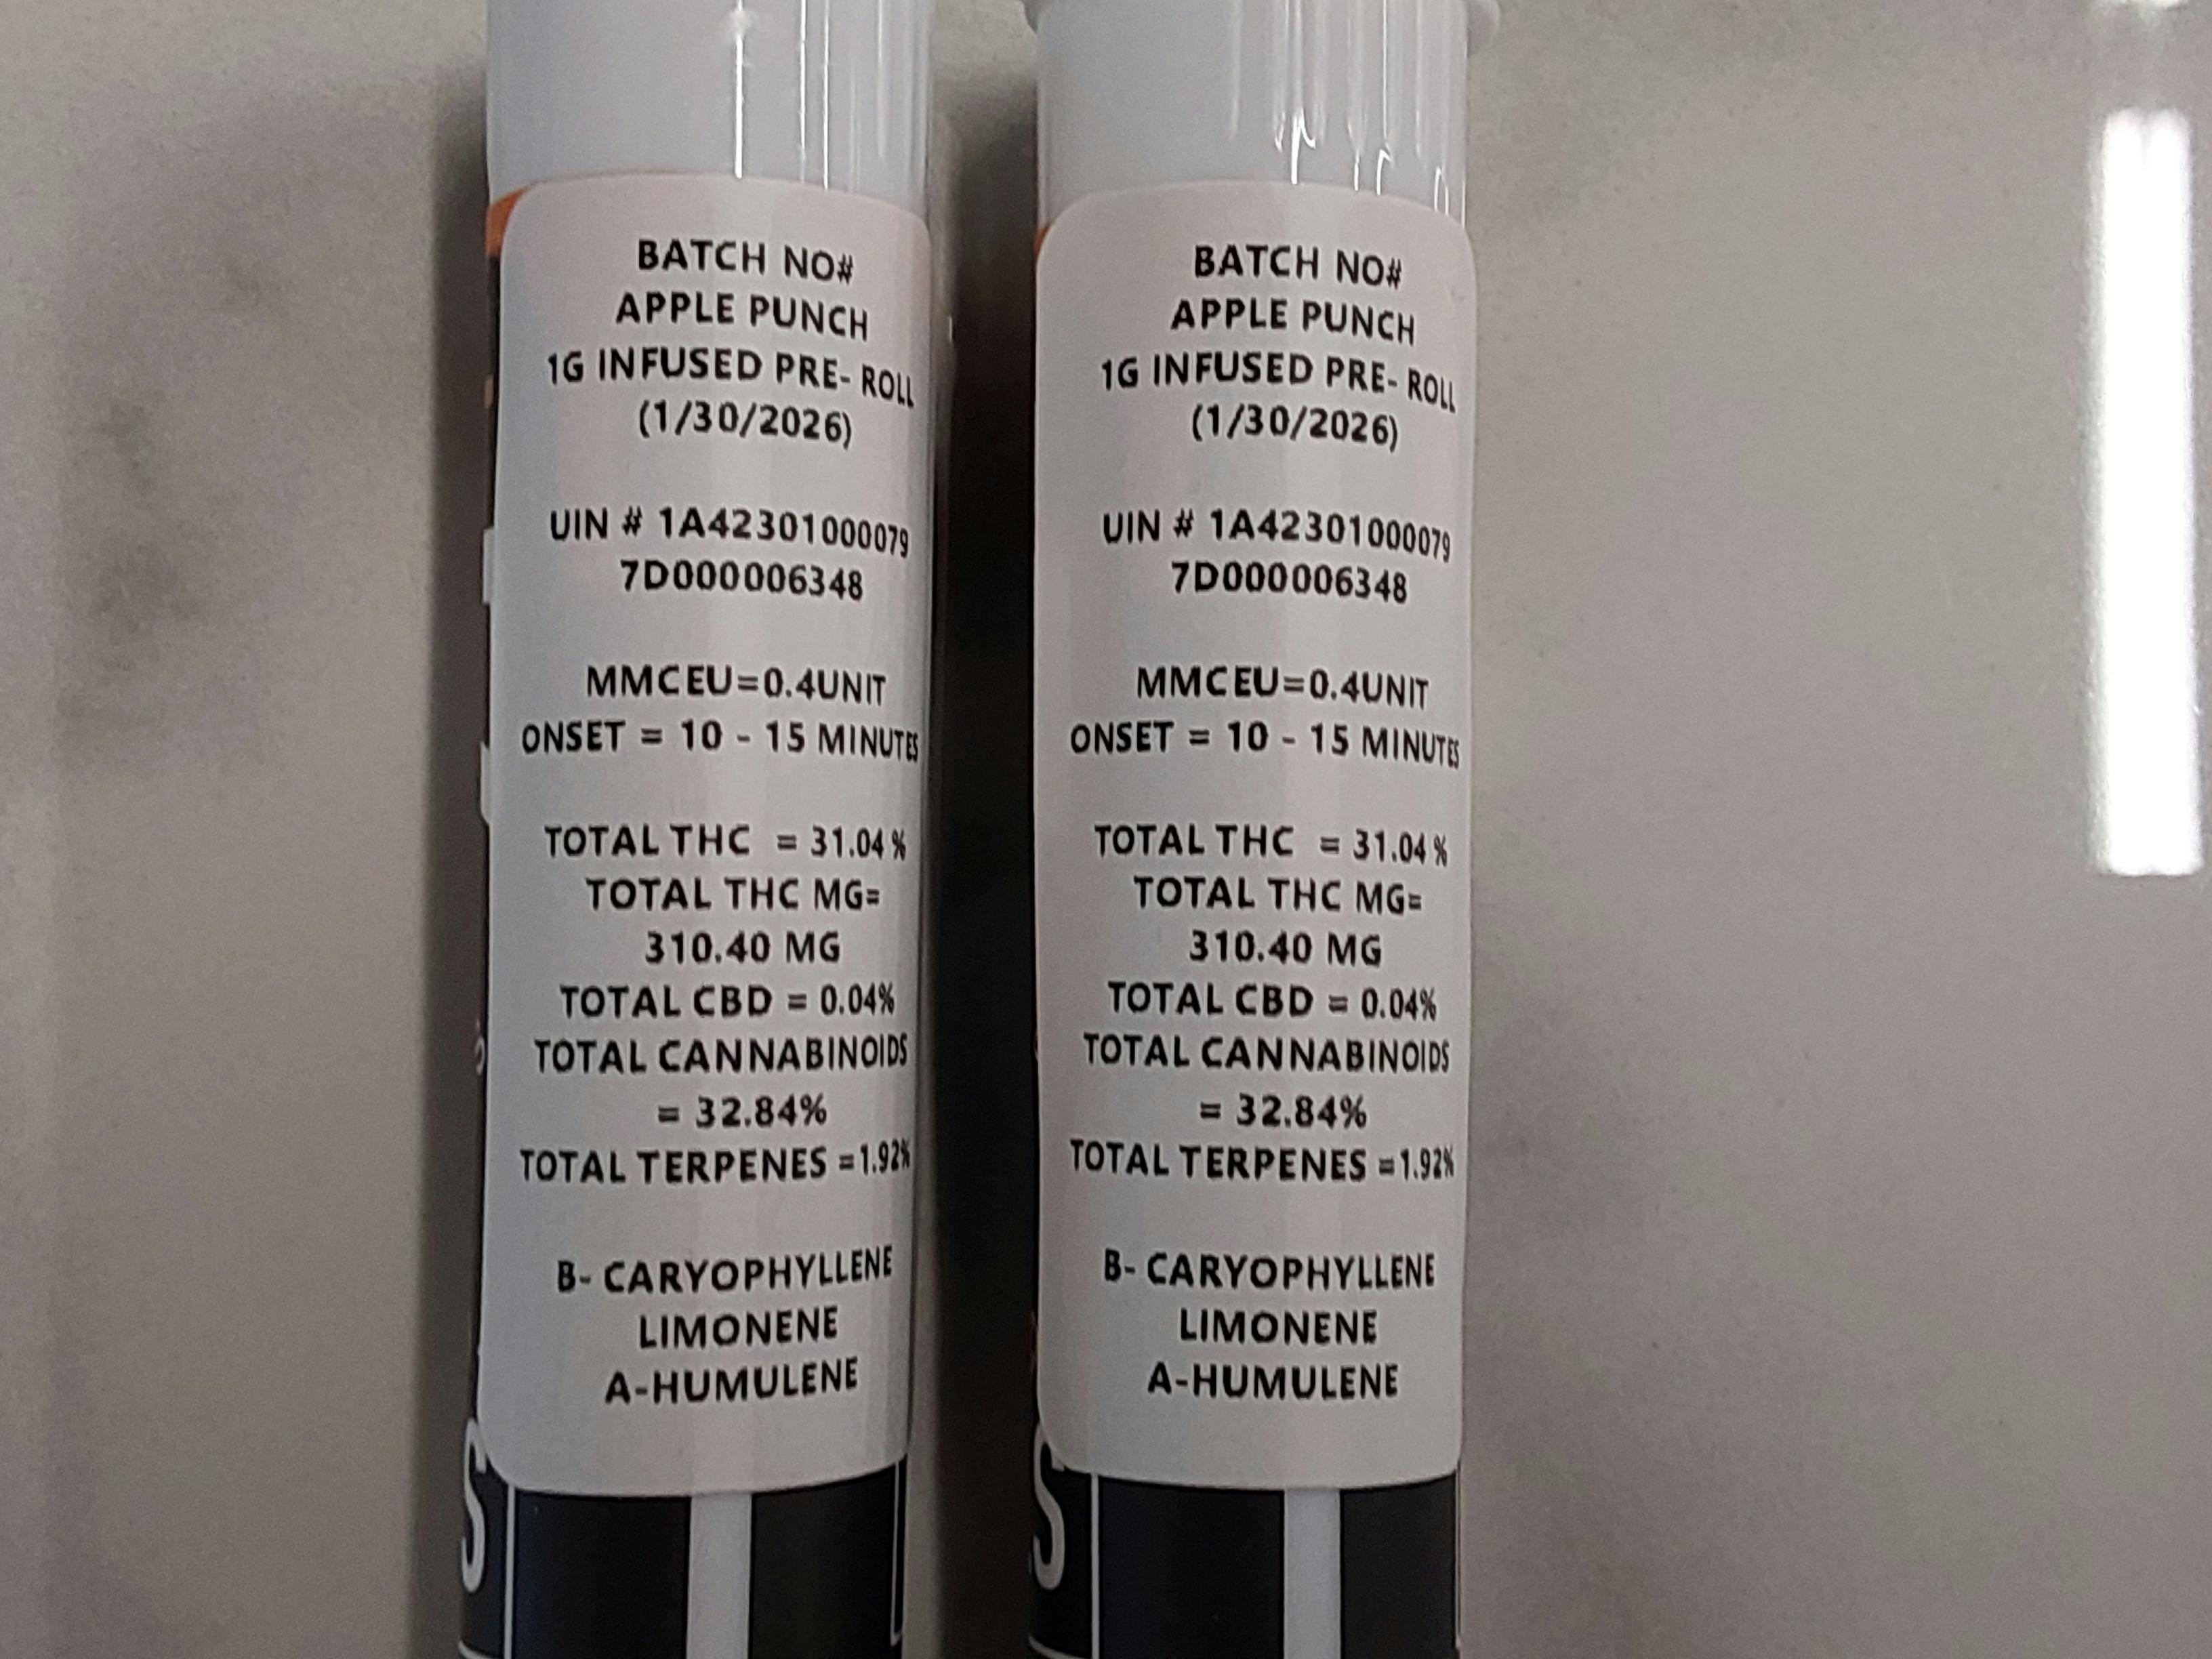 BATCH NO#
APPLE PUNCH
1G INFUSED PRE- ROLL
(1/30/2026)
UIN # 1A42301000079
7D000006348
MMCEU=0.4UNIT
ONSET = 10 - 15 MINUTES
TOTAL THC = 31.04%
TOTAL THC MG=
310.40 MG
TOTAL CBD = 0.04%
TOTAL CANNABINOIDS
= 32.84%
TOTAL TERPENES =1.92%
B- CARYOPHYLLENE
LIMONENE
A-HUMULENE
S
BATCH NO#
APPLE PUNCH
1G INFUSED PRE- ROLL
(1/30/2026)
UIN # 1A42301000079
7D000006348
MMCEU=0.4UNIT
ONSET = 10 - 15 MINUTES
TOTAL THC = 31.04%
TOTAL THC MG=
310.40 MG
TOTAL CBD = 0.04%
TOTAL CANNABINOIDS
= 32.84%
TOTAL TERPENES =1.92%
B- CARYOPHYLLENE
LIMONENE
A-HUMULENE
S